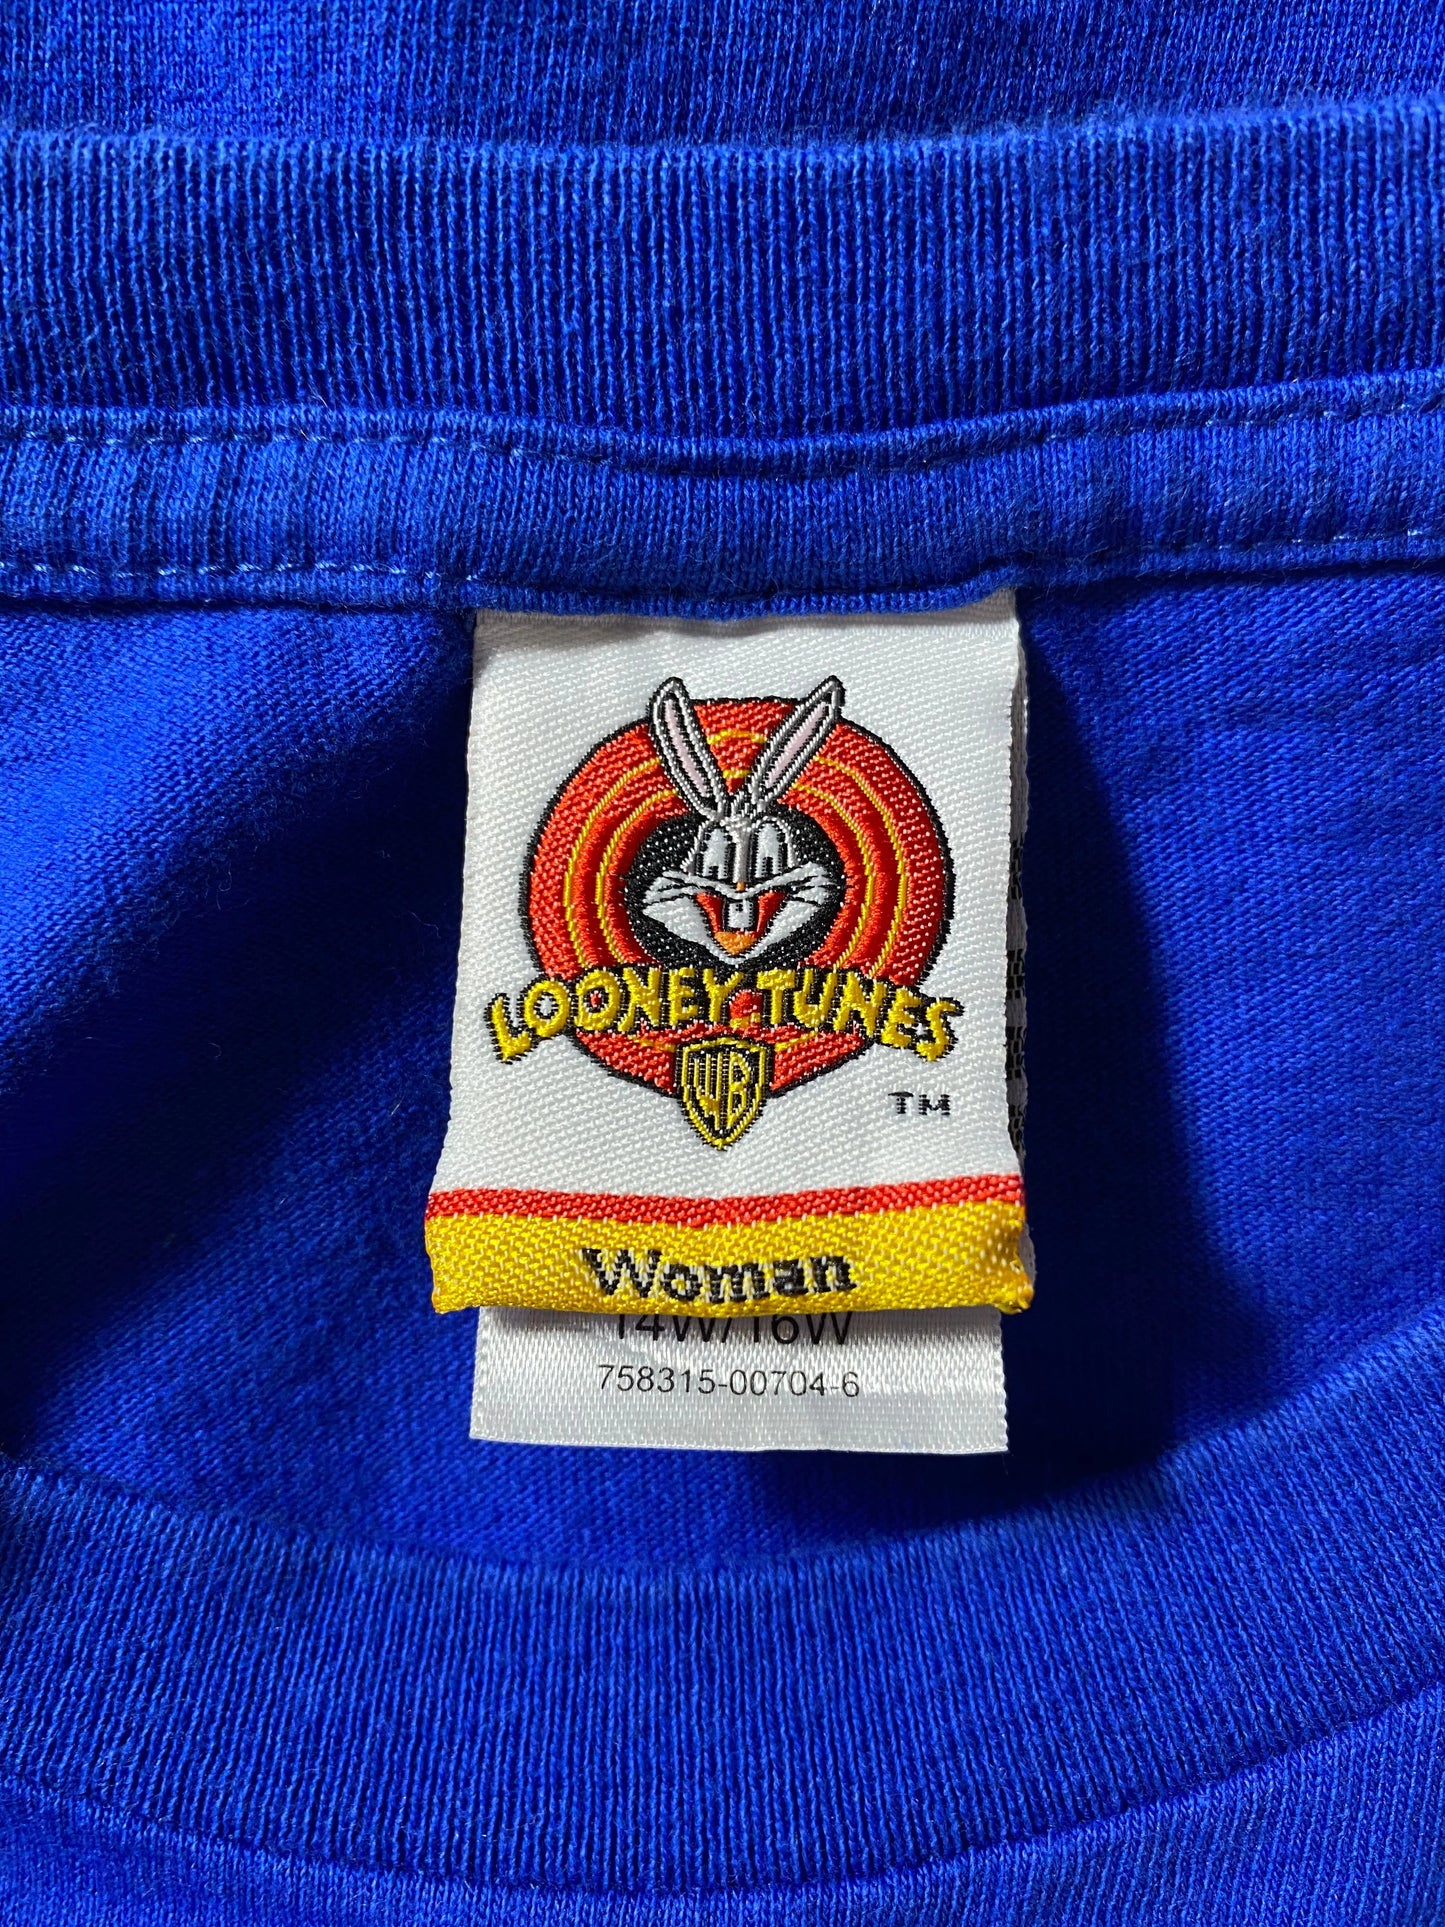 LOONEY TUNES
WB
TM
Woman
14W/16W
758315-00704-6